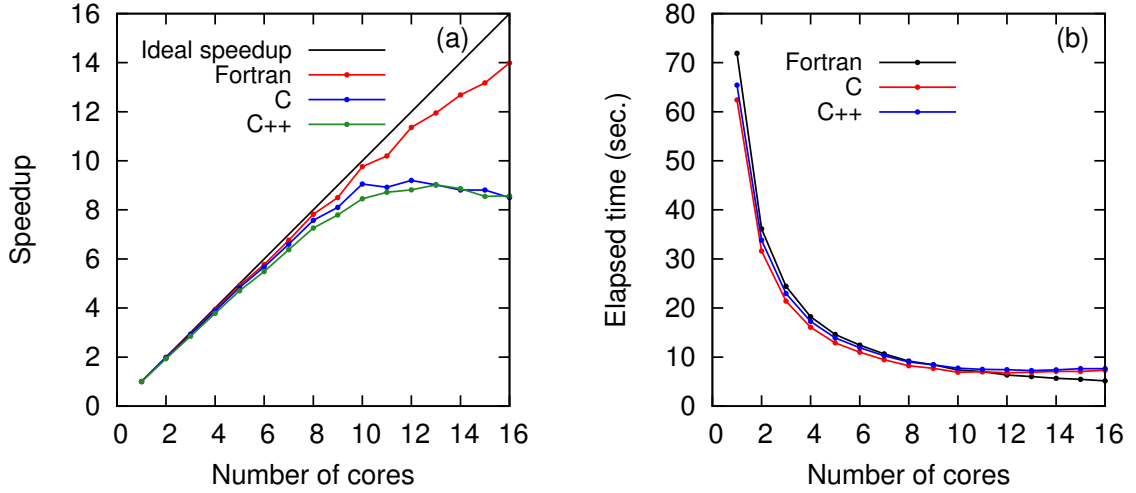 (a)
Ideal speedup
Fortran
C
C++
16
14
12
10
8
6
4
2
0
Speedup
0 2 4 6 8 10 12 14 16
Number of cores
(b)
Fortran
C
C++
80
70
60
50
40
30
20
10
0
Elapsed time (sec.)
0 2 4 6 8 10 12 14 16
Number of cores